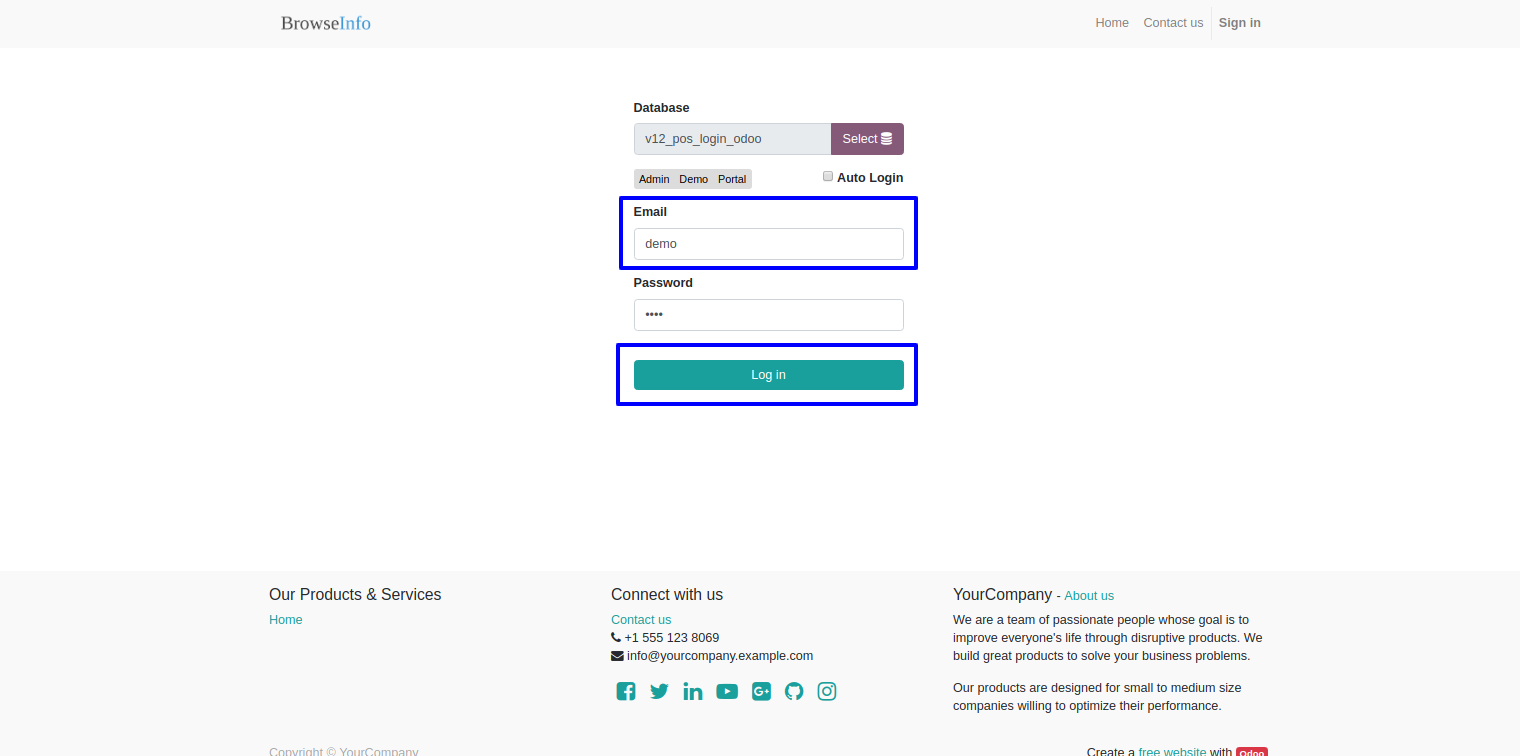 BrowseInfo
Home Contact us Sign in
Database
v12_pos_login_odoo Select
Admin Demo Portal Auto Login
Email
demo
Password
••••
Log in
Our Products & Services
Home
Connect with us
Contact us
+1 555 123 8069
info@yourcompany.example.com
YourCompany - About us
We are a team of passionate people whose goal is to
improve everyone's life through disruptive products. We
build great products to solve your business problems.
Our products are designed for small to medium size
companies willing to optimize their performance.
Copyright © YourCompany
Create a free website with Odoo